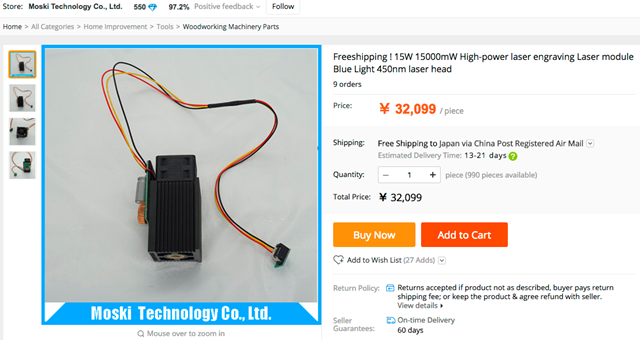 Store: Moski Technology Co., Ltd. 550 97.2% Positive feedback Follow
Home > All Categories > Home Improvement > Tools > Woodworking Machinery Parts
Freeshipping ! 15W 15000mW High-power laser engraving Laser module
Blue Light 450nm laser head
9 orders
Price: ¥ 32,099 / piece
Shipping: Free Shipping to Japan via China Post Registered Air Mail
Estimated Delivery Time: 13-21 days ?
Quantity: − 1 + piece (990 pieces available)
Total Price: ¥ 32,099
Buy Now Add to Cart
Add to Wish List (27 Adds)
Return Policy: Returns accepted if product not as described, buyer pays return
shipping fee; or keep the product & agree refund with seller.
View details ▸
Seller
Guarantees: On-time Delivery
60 days
Moski Technology Co., Ltd.
Mouse over to zoom in